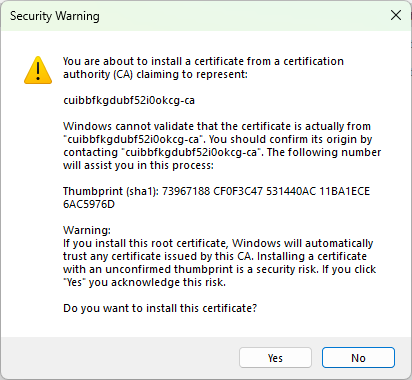 Security Warning
You are about to install a certificate from a certification
authority (CA) claiming to represent:
cuibbfkgdubf52i0okcg-ca
Windows cannot validate that the certificate is actually from
"cuibbfkgdubf52i0okcg-ca". You should confirm its origin by
contacting "cuibbfkgdubf52i0okcg-ca". The following number
will assist you in this process:
Thumbprint (sha1): 73967188 CF0F3C47 531440AC 11BA1ECE
6AC5976D
Warning:
If you install this root certificate, Windows will automatically
trust any certificate issued by this CA. Installing a certificate
with an unconfirmed thumbprint is a security risk. If you click
"Yes" you acknowledge this risk.
Do you want to install this certificate?
Yes
No